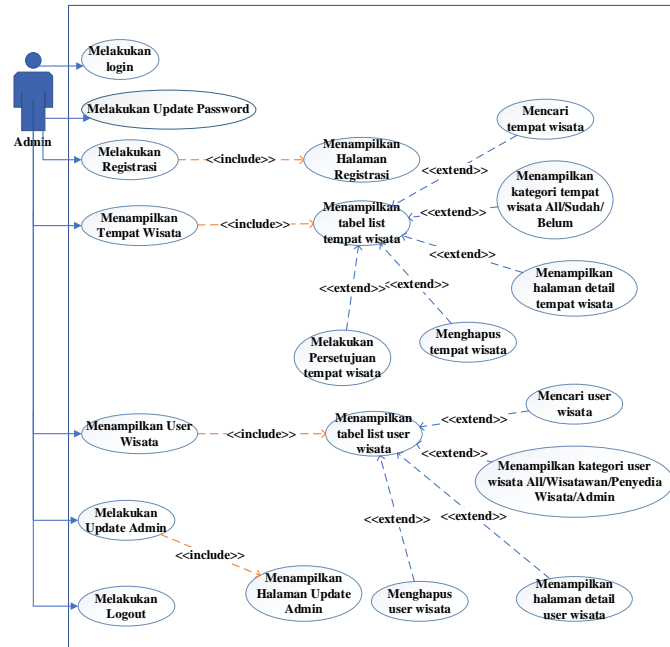 Melakukan
login
Melakukan Update Password
Admin
Melakukan
Registrasi
<<include>>
Menampilkan
Halaman
Registrasi
Mencari
tempat wisata
<<extend>>
Menampilkan
kategori tempat
wisata All/Sudah/
Belum
<<extend>>
Menampilkan
Tempat Wisata
<<include>>
Menampilkan
tabel list
tempat wisata
<<extend>>
Menampilkan
halaman detail
tempat wisata
<<extend>>
<<extend>>
Melakukan
Persetujuan
tempat wisata
Menghapus
tempat wisata
Mencari user
wisata
<<extend>>
Menampilkan User
Wisata
<<include>>
Menampilkan
tabel list user
wisata
<<extend>>
Menampilkan kategori user
wisata All/Wisatawan/Penyedia
Wisata/Admin
Melakukan
Update Admin
<<extend>>
<<extend>>
<<include>>
Menampilkan
Halaman Update
Admin
Menghapus
user wisata
Menampilkan
halaman detail
user wisata
Melakukan
Logout